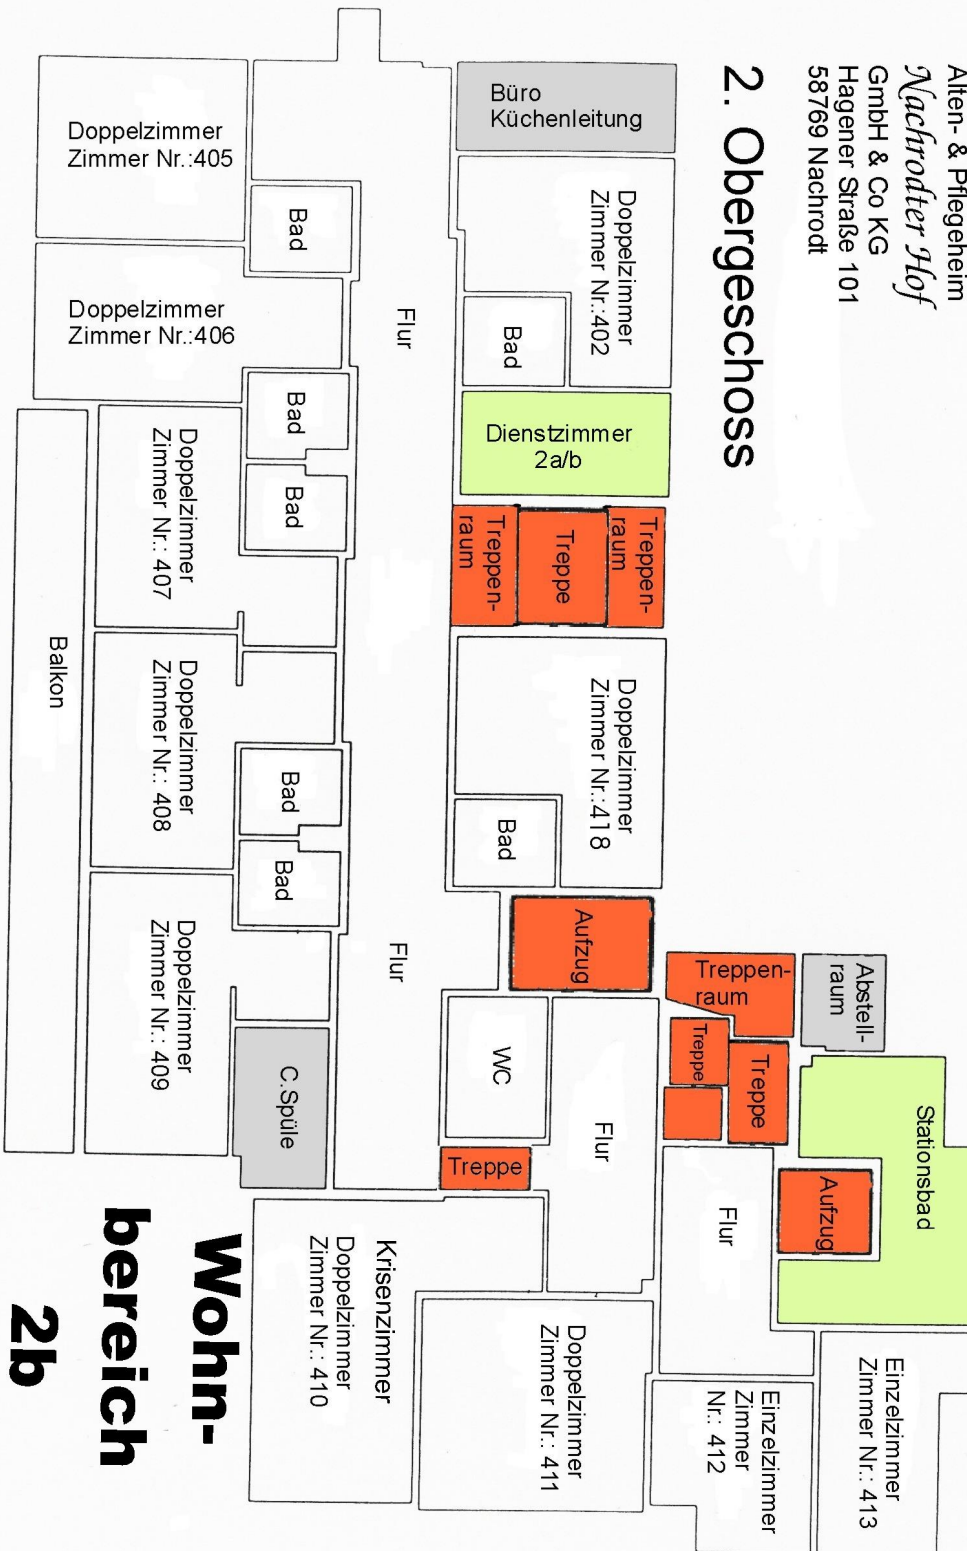 Alten- & Pflegeheim
Nachrodter Hof
GmbH & Co KG
Hagener Straße 101
58769 Nachrodt
2. Obergeschoss
Büro
Küchenleitung
Doppelzimmer
Zimmer Nr.:402
Bad
Dienstzimmer
2a/b
Treppen-
raum
Treppe
Treppen-
raum
Doppelzimmer
Zimmer Nr.:418
Bad
Aufzug
WC
Flur
Treppe
Abstell-
raum
Treppen-
raum
Treppe
Treppe
Stationsbad
Aufzug
Flur
Einzelzimmer
Zimmer Nr.: 413
Einzelzimmer
Zimmer
Nr.: 412
Doppelzimmer
Zimmer Nr.: 411
Krisenzimmer
Doppelzimmer
Zimmer Nr.: 410
Flur
Flur
Doppelzimmer
Zimmer Nr.:405
Bad
Doppelzimmer
Zimmer Nr.:406
Bad
Bad
Doppelzimmer
Zimmer Nr.: 407
Doppelzimmer
Zimmer Nr.: 408
Bad
Bad
Doppelzimmer
Zimmer Nr.: 409
C.Spüle
Balkon
Wohn-
bereich
2b